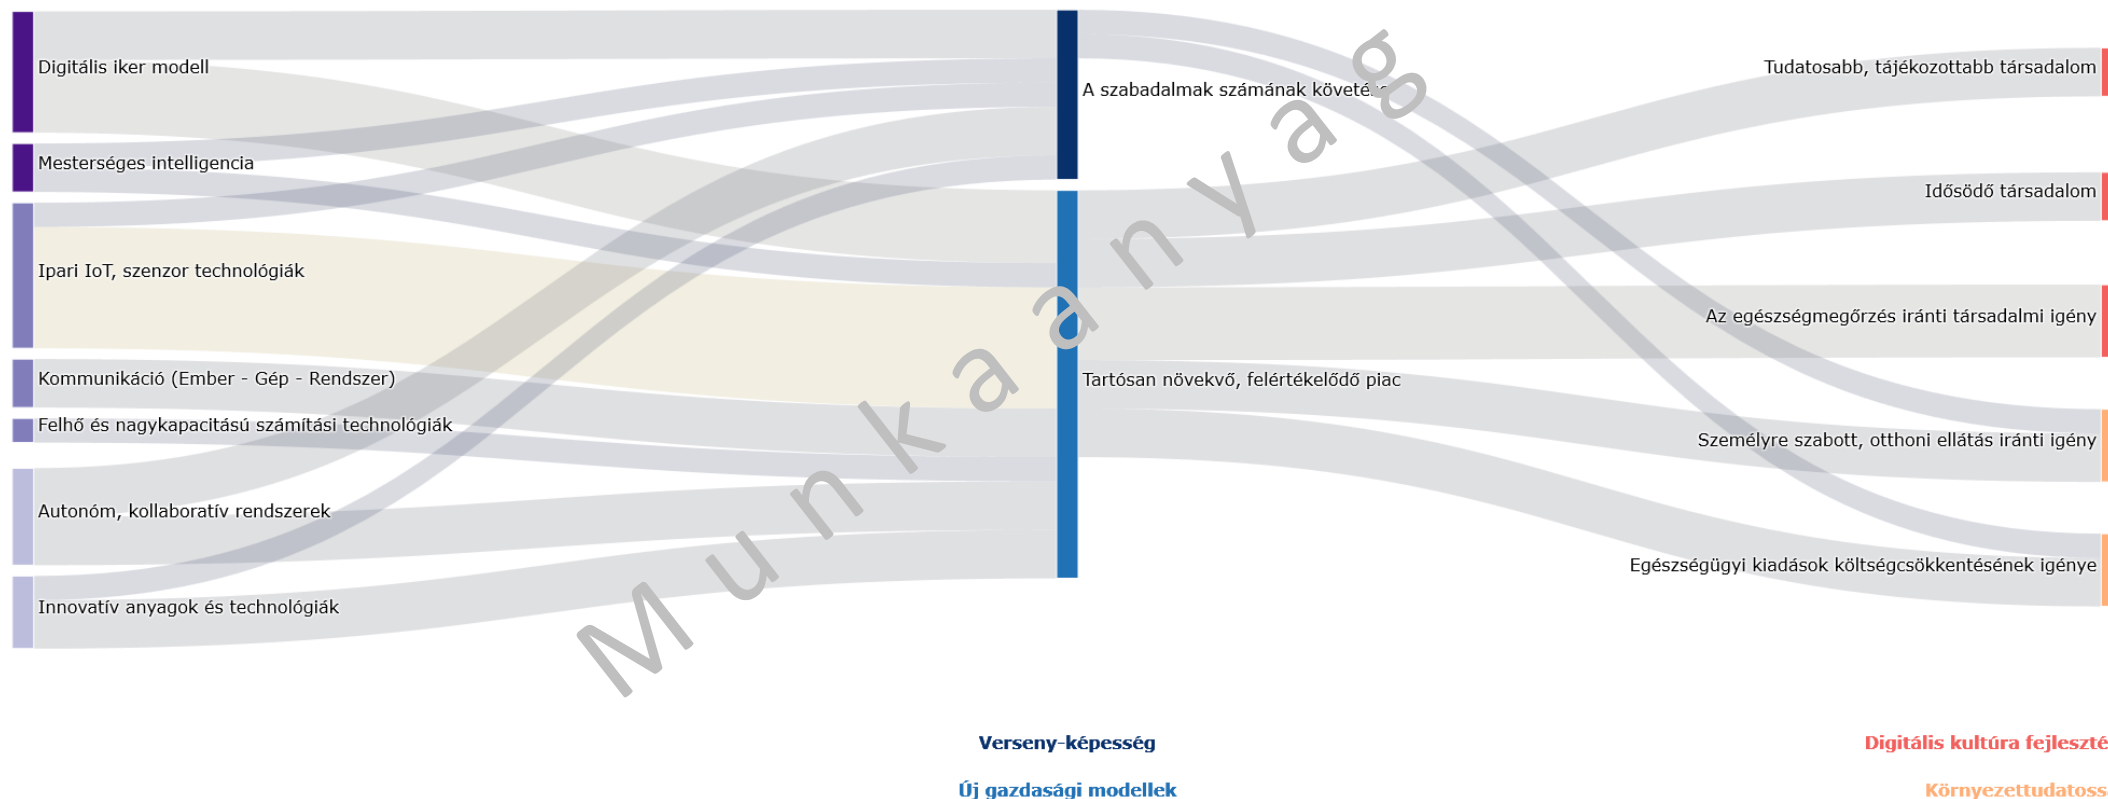 Digitális iker modell
Mesterséges intelligencia
Ipari IoT, szenzor technológiák
Kommunikáció (Ember - Gép - Rendszer)
Felhő és nagykapacitású számítási technológiák
Autonóm, kollaboratív rendszerek
Innovatív anyagok és technológiák
A szabadalmak számának követése
Tartósan növekvő, felértékelődő piac
Tudatosabb, tájékozottabb társadalom
Idősödő társadalom
Az egészségmegőrzés iránti társadalmi igény
Személyre szabott, otthoni ellátás iránti igény
Egészségügyi kiadások költségcsökkentésének igénye
Munkaanyag
Verseny-képesség
Új gazdasági modellek
Digitális kultúra fejleszté
Környezettudatoss